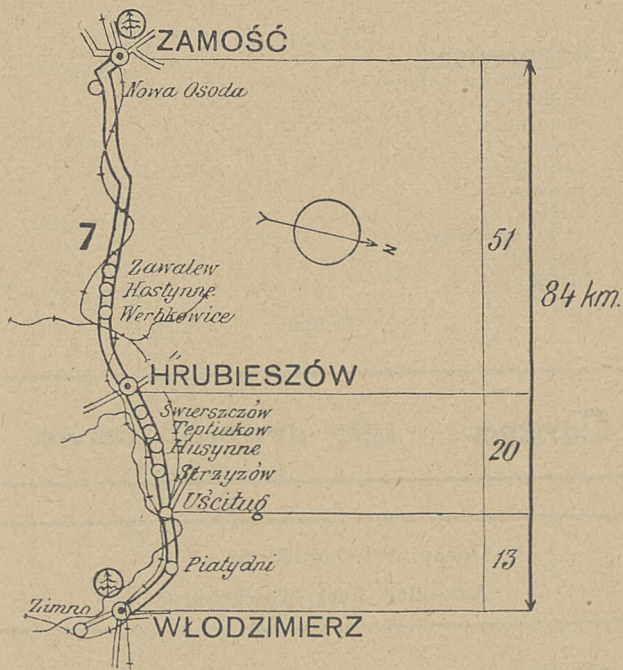 ZAMOŚĆ
Nowa Osoda
7
N
51
84 km.
Zawalew
Hostynne
Werbkowice
HRUBIESZÓW
Świerszczów
Teptiukow
Husynne
Strzyzów
Uściług
20
Piatydni
13
Zimno
WŁODZIMIERZ